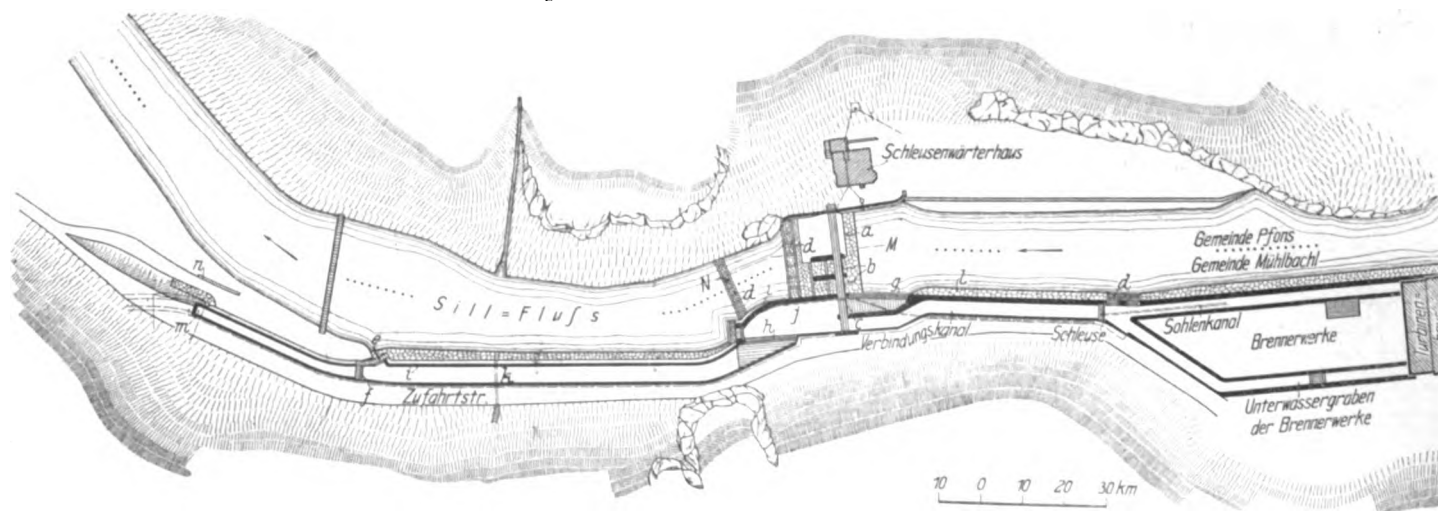 Schleusenwärterhaus
a
d
M
Gemeinde Pfons
Gemeinde Mühlbachl
b
N
n
d
i
g
l
d
Sill=Fluſs
j
Sohlenkanal
m
h
c
Verbindungskanal
Schleuse
Brennerwerke
Turbinen
k
f
Zufahrtstr.
Unterwassergraben
der Brennerwerke
10 0 10 20 30 km